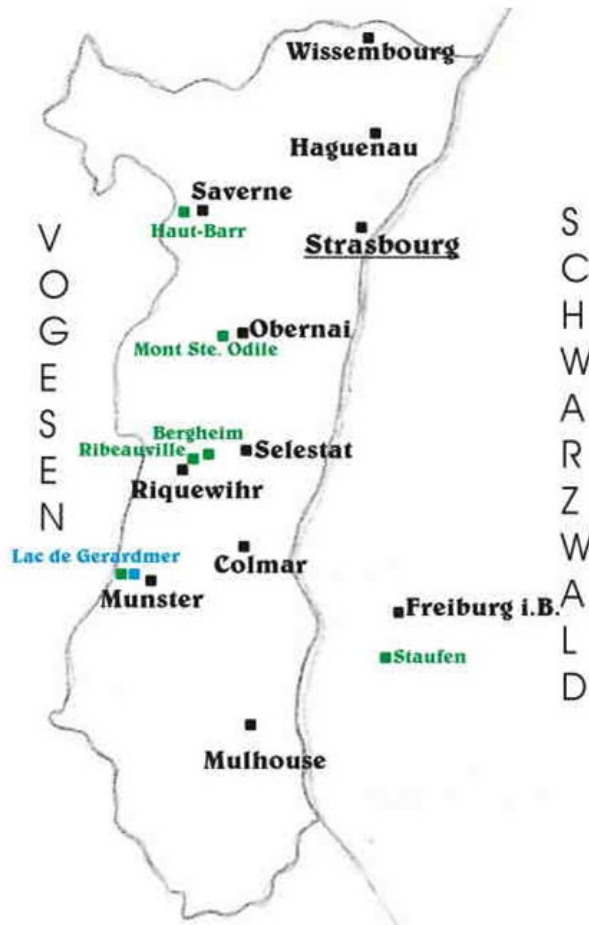 Wissembourg
Haguenau
Saverne
Haut-Barr
Strasbourg
VOGESEN
SCHWARZWALD
Obernai
Mont Ste. Odile
Bergheim
Ribeauville
Selestat
Riquewihr
Lac de Gerardmer
Colmar
Munster
Freiburg i.B.
Staufen
Mulhouse